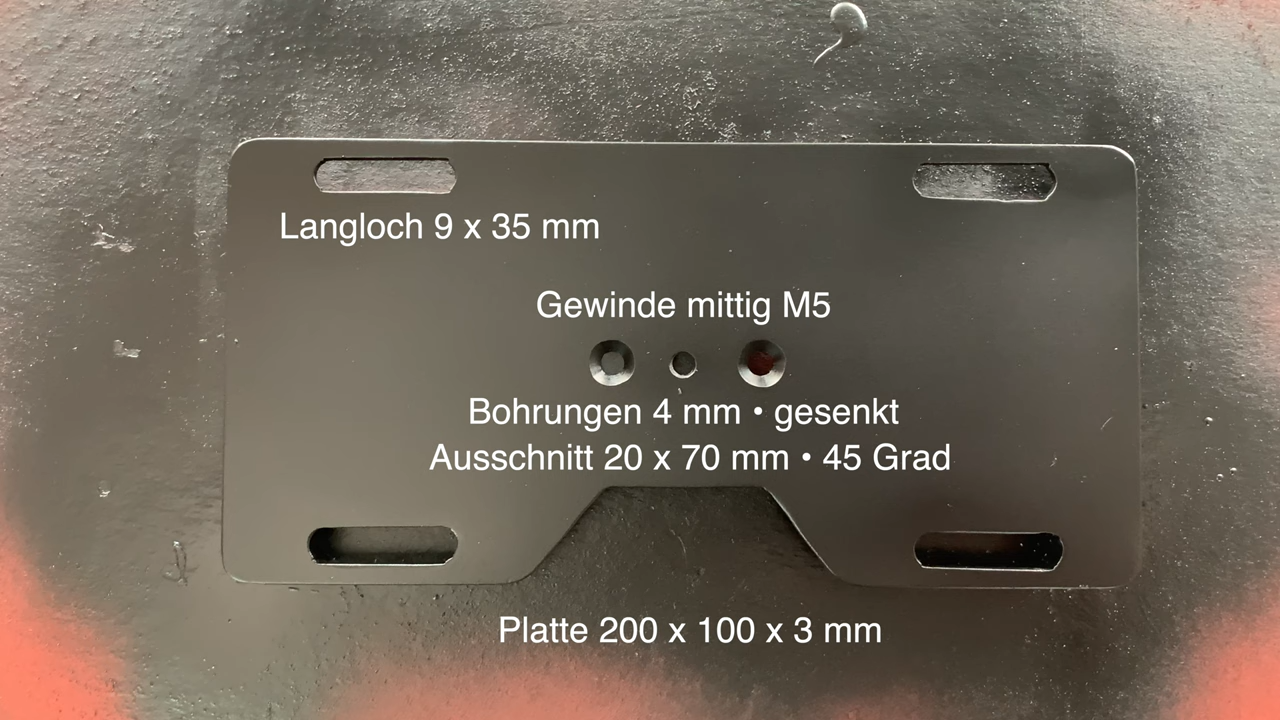 Langloch 9 x 35 mm
Gewinde mittig M5
Bohrungen 4 mm • gesenkt
Ausschnitt 20 x 70 mm • 45 Grad
Platte 200 x 100 x 3 mm